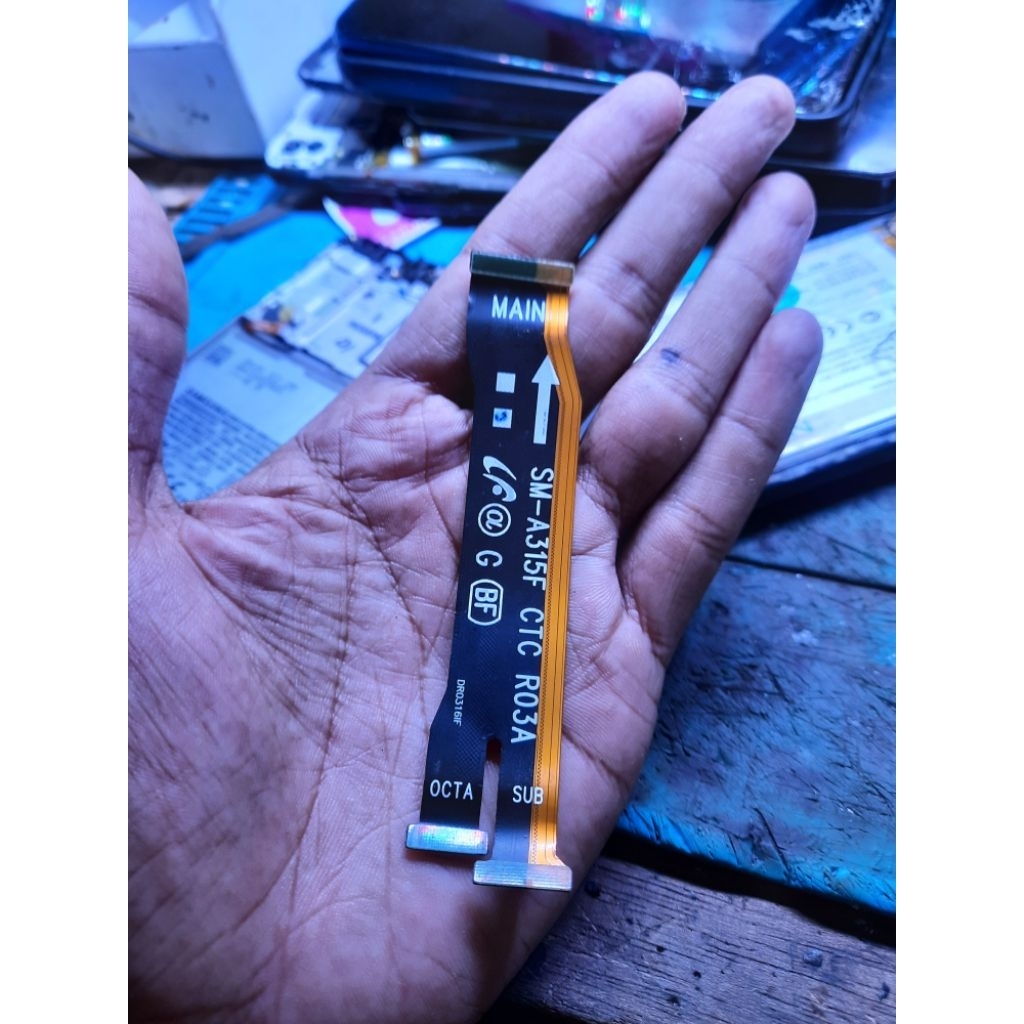 MAIN
SM-A315F CTC R03A
@ G BF
DR0316IF
OCTA
SUB